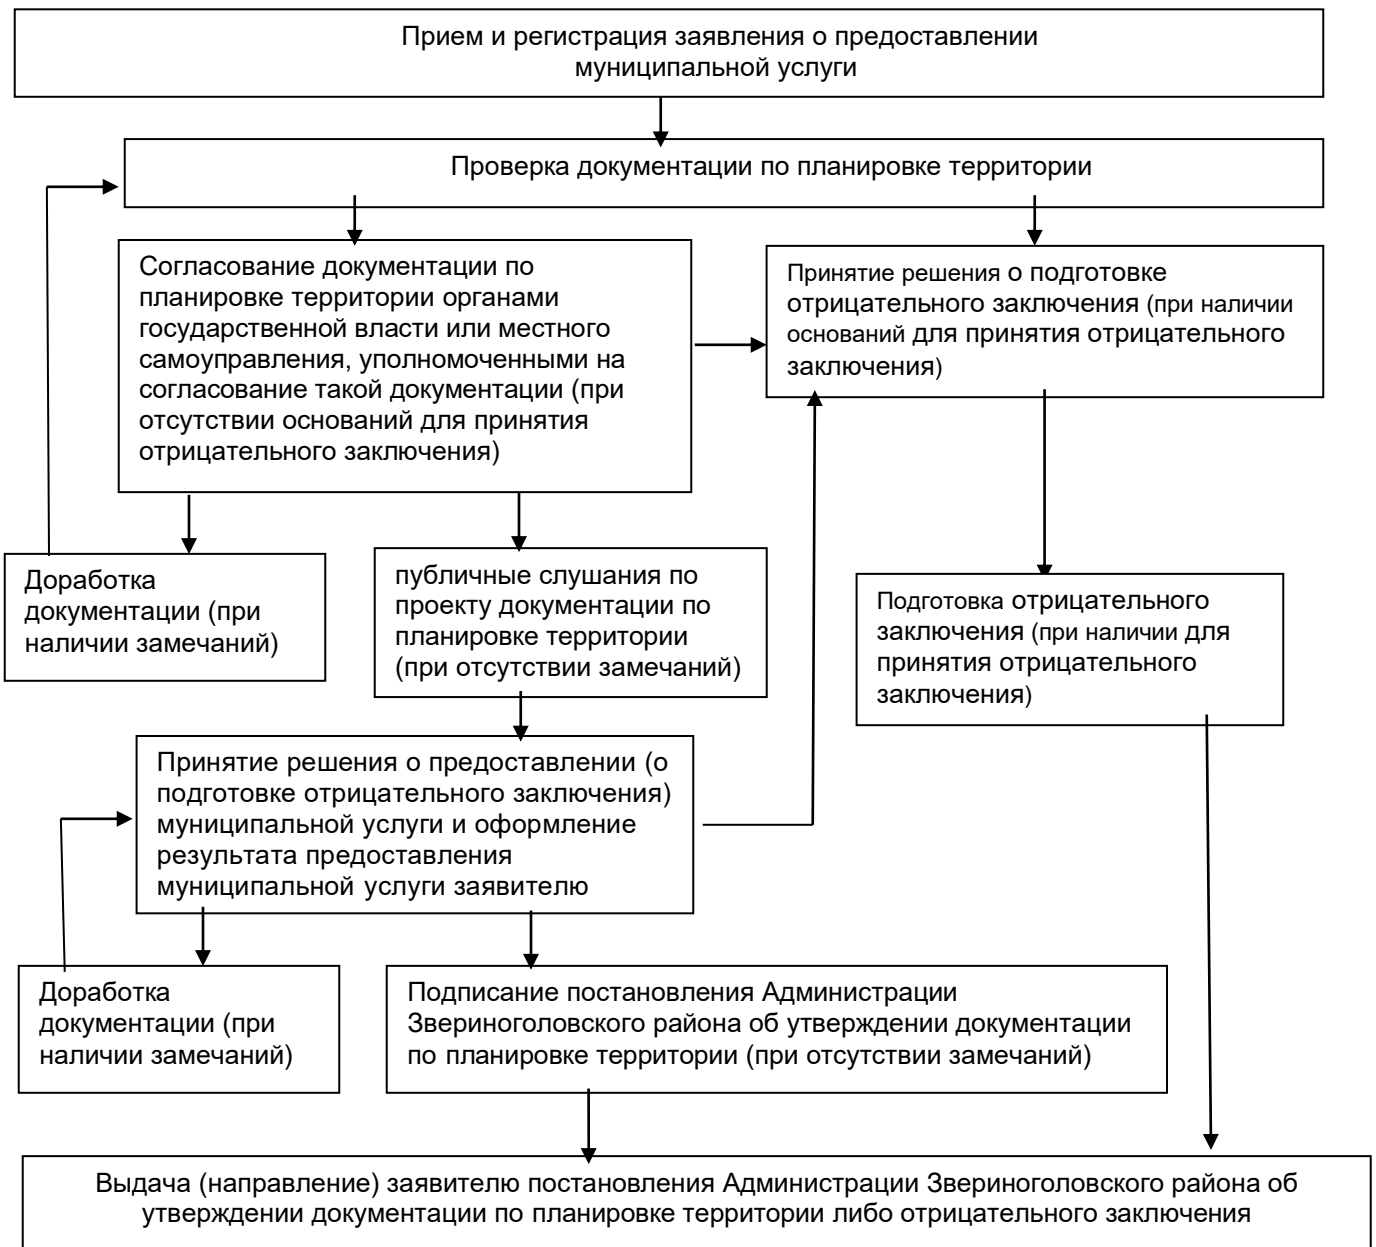 Прием и регистрация заявления о предоставлении
муниципальной услуги
Проверка документации по планировке территории
Согласование документации по
планировке территории органами
государственной власти или местного
самоуправления, уполномоченными на
согласование такой документации (при
отсутствии оснований для принятия
отрицательного заключения)
Принятие решения о подготовке
отрицательного заключения (при наличии
оснований для принятия отрицательного
заключения)
Доработка
документации (при
наличии замечаний)
публичные слушания по
проекту документации по
планировке территории
(при отсутствии замечаний)
Подготовка отрицательного
заключения (при наличии для
принятия отрицательного
заключения)
Принятие решения о предоставлении (о
подготовке отрицательного заключения)
муниципальной услуги и оформление
результата предоставления
муниципальной услуги заявителю
Доработка
документации (при
наличии замечаний)
Подписание постановления Администрации
Звериноголовского района об утверждении документации
по планировке территории (при отсутствии замечаний)
Выдача (направление) заявителю постановления Администрации Звериноголовского района об
утверждении документации по планировке территории либо отрицательного заключения